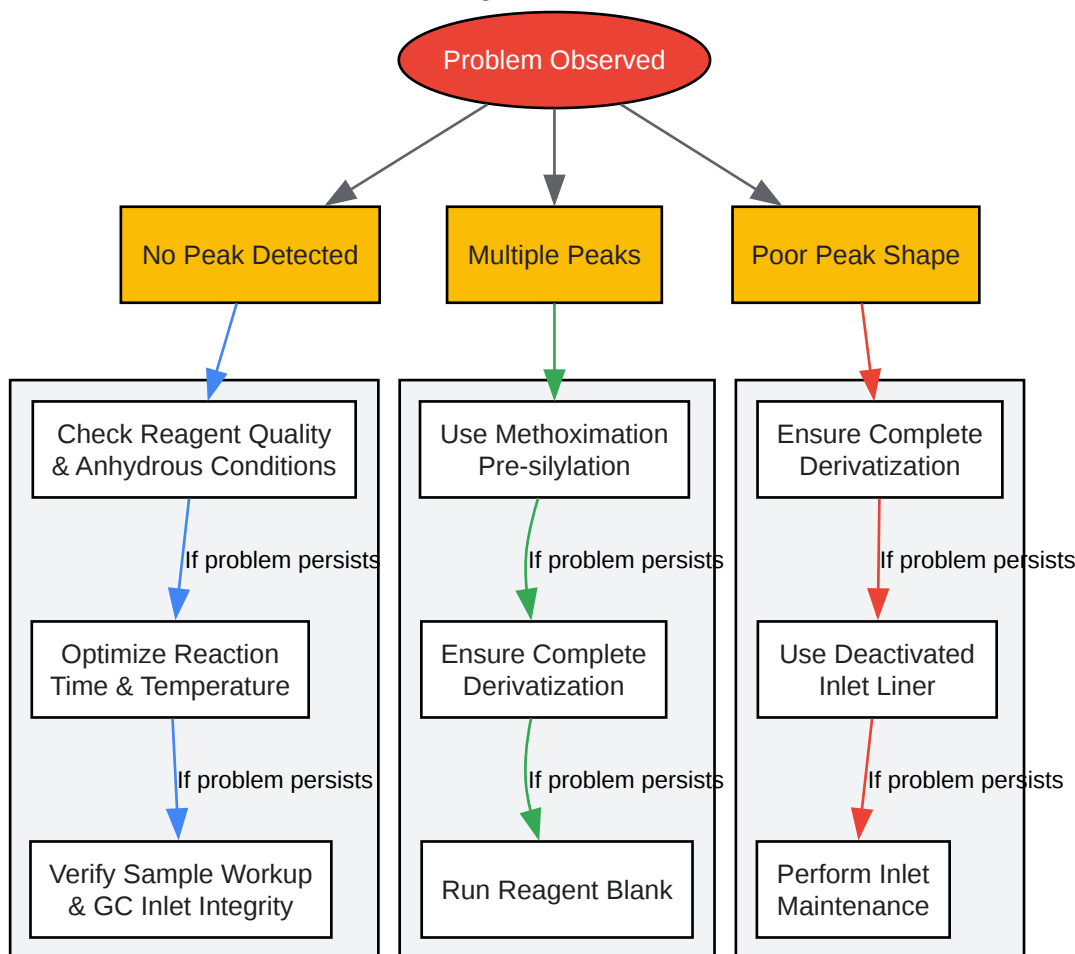 Problem Observed
No Peak Detected
Multiple Peaks
Poor Peak Shape
Check Reagent Quality
& Anhydrous Conditions
Use Methoximation
Pre-silylation
Ensure Complete
Derivatization
If problem persists
If problem persists
If problem persists
Optimize Reaction
Time & Temperature
Ensure Complete
Derivatization
Use Deactivated
Inlet Liner
If problem persists
If problem persists
If problem persists
Verify Sample Workup
& GC Inlet Integrity
Run Reagent Blank
Perform Inlet
Maintenance